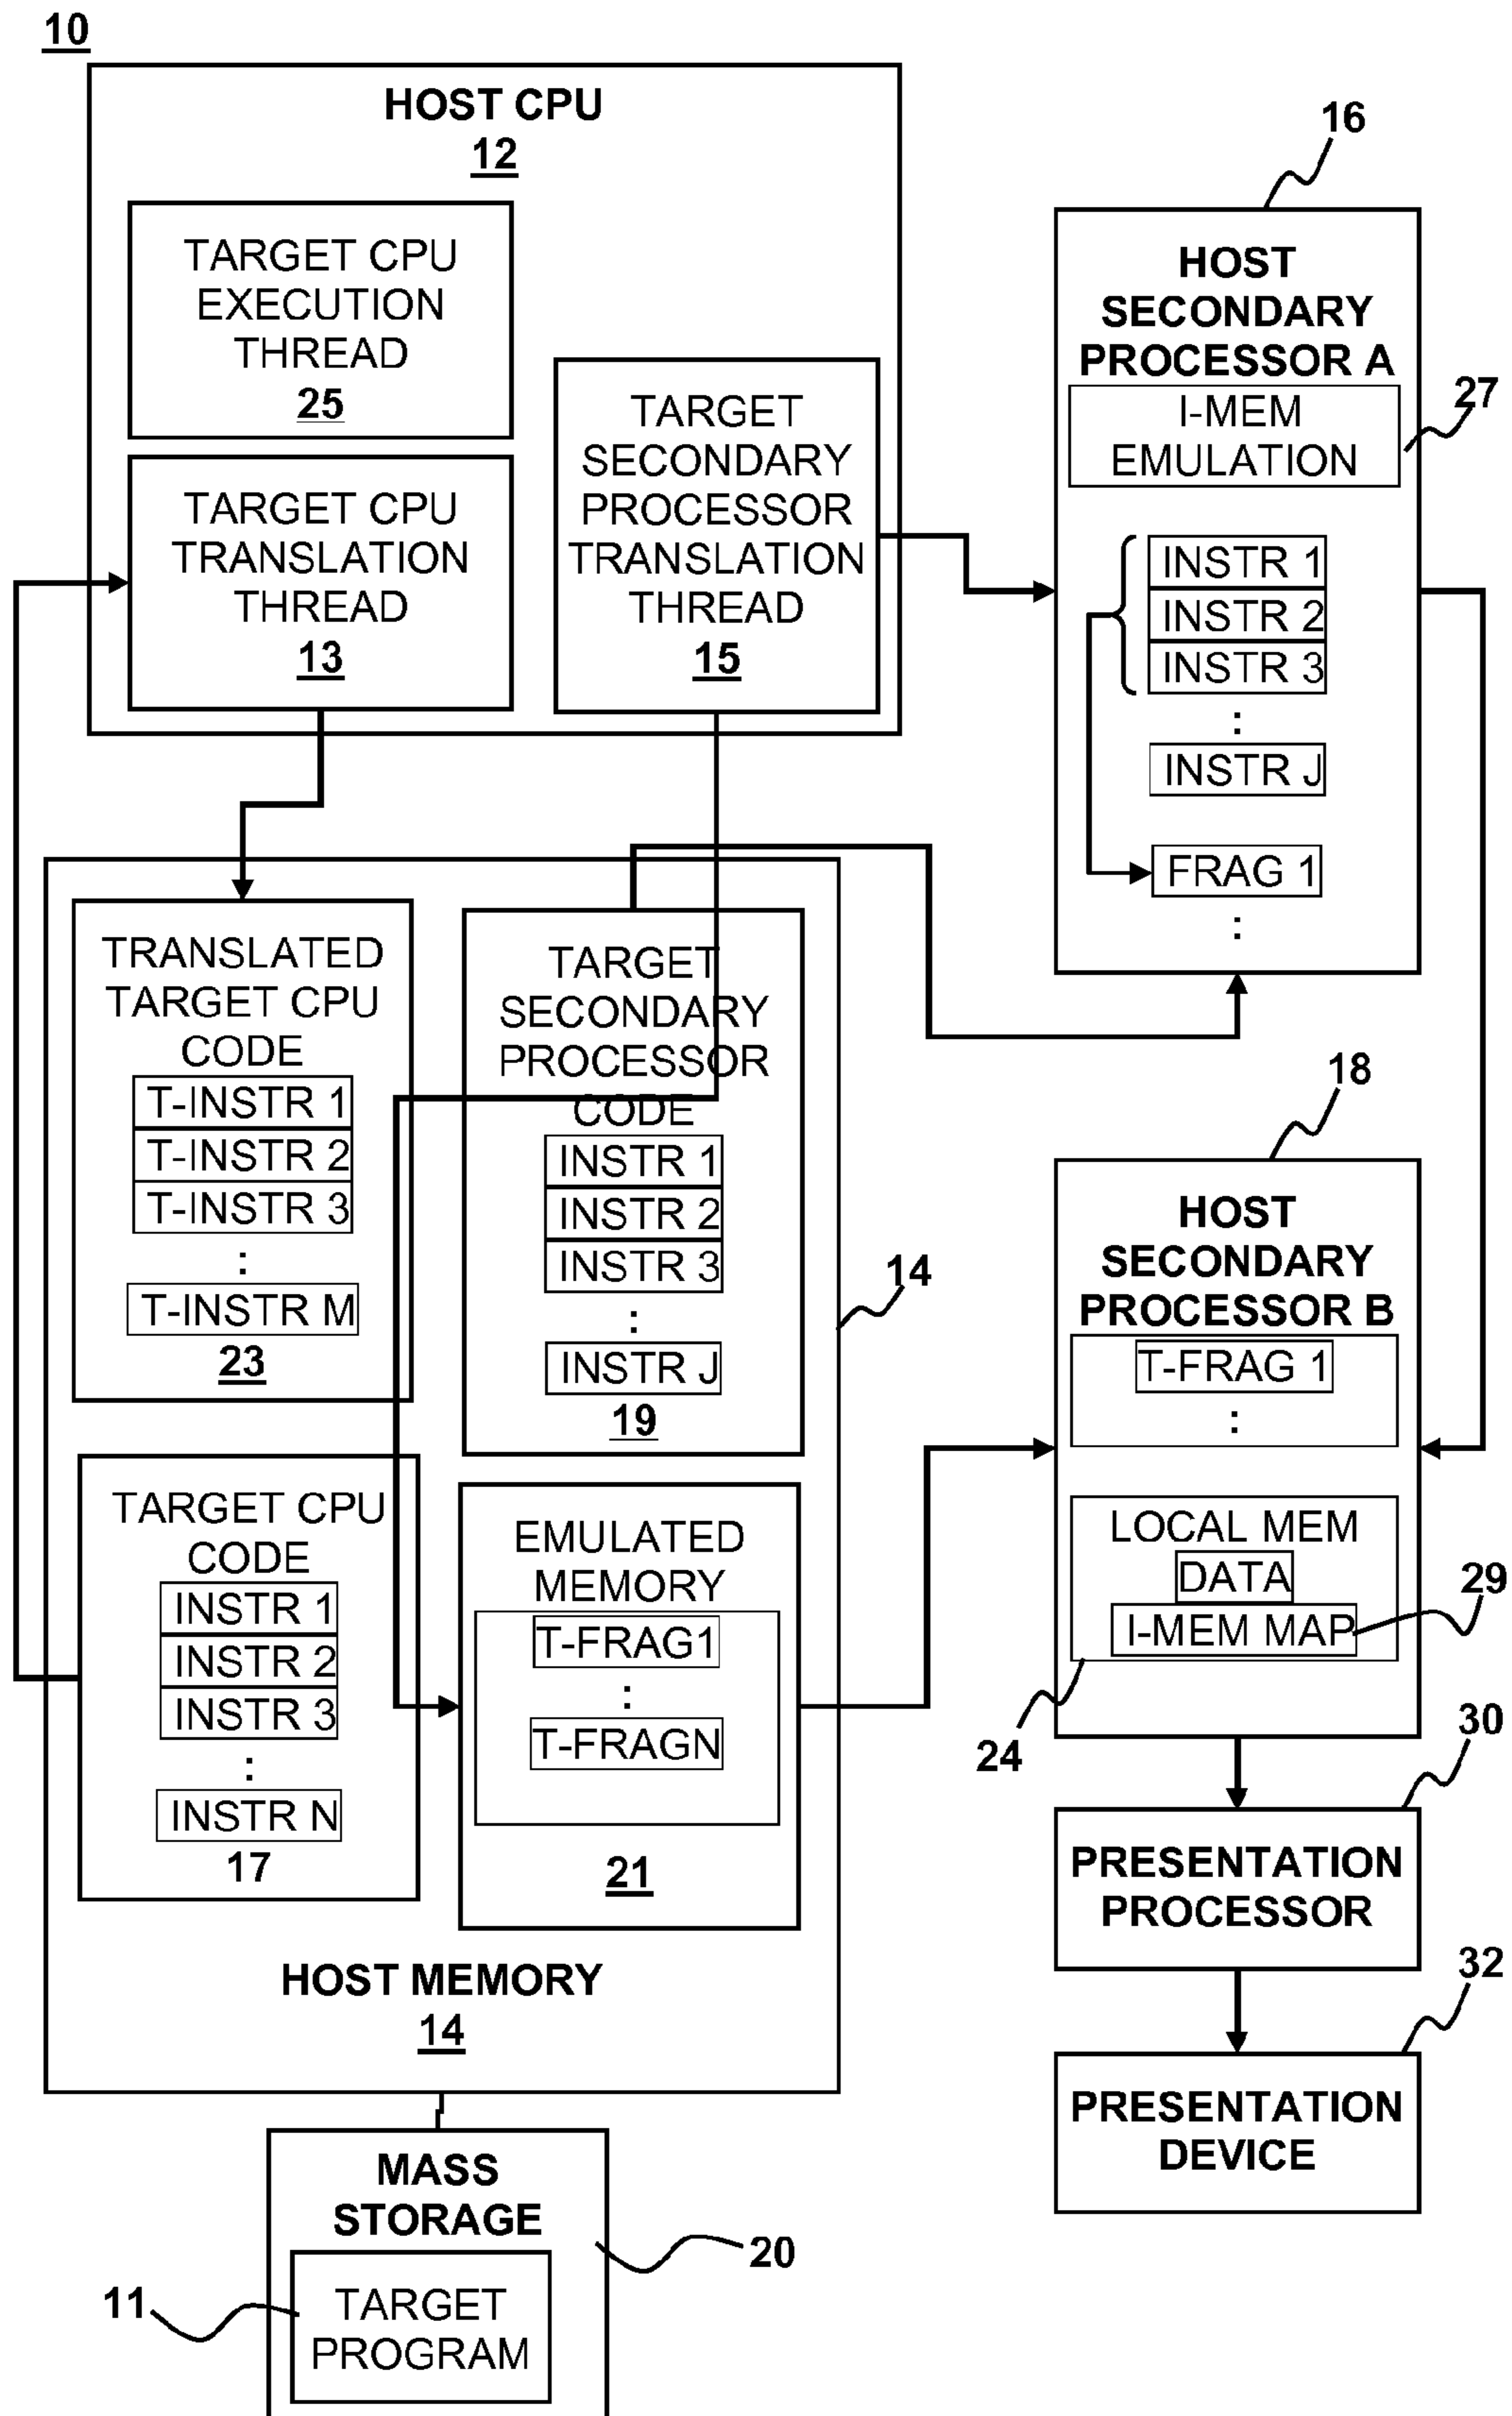 10
HOST CPU
12
TARGET CPU
EXECUTION
THREAD
25
TARGET CPU
TRANSLATION
THREAD
13
TARGET
SECONDARY
PROCESSOR
TRANSLATION
THREAD
15
16
HOST
SECONDARY
PROCESSOR A
I-MEM
EMULATION
27
INSTR 1
INSTR 2
INSTR 3
:
INSTR J
FRAG 1
:
TRANSLATED
TARGET CPU
CODE
T-INSTR 1
T-INSTR 2
T-INSTR 3
:
T-INSTR M
23
TARGET
SECONDARY
PROCESSOR
CODE
INSTR 1
INSTR 2
INSTR 3
:
INSTR J
19
14
TARGET CPU
CODE
INSTR 1
INSTR 2
INSTR 3
:
INSTR N
17
EMULATED
MEMORY
T-FRAG1
:
T-FRAGN
21
HOST MEMORY
14
18
HOST
SECONDARY
PROCESSOR B
T-FRAG 1
:
LOCAL MEM
DATA
I-MEM MAP
29
24
30
PRESENTATION
PROCESSOR
32
PRESENTATION
DEVICE
MASS
STORAGE
20
11
TARGET
PROGRAM